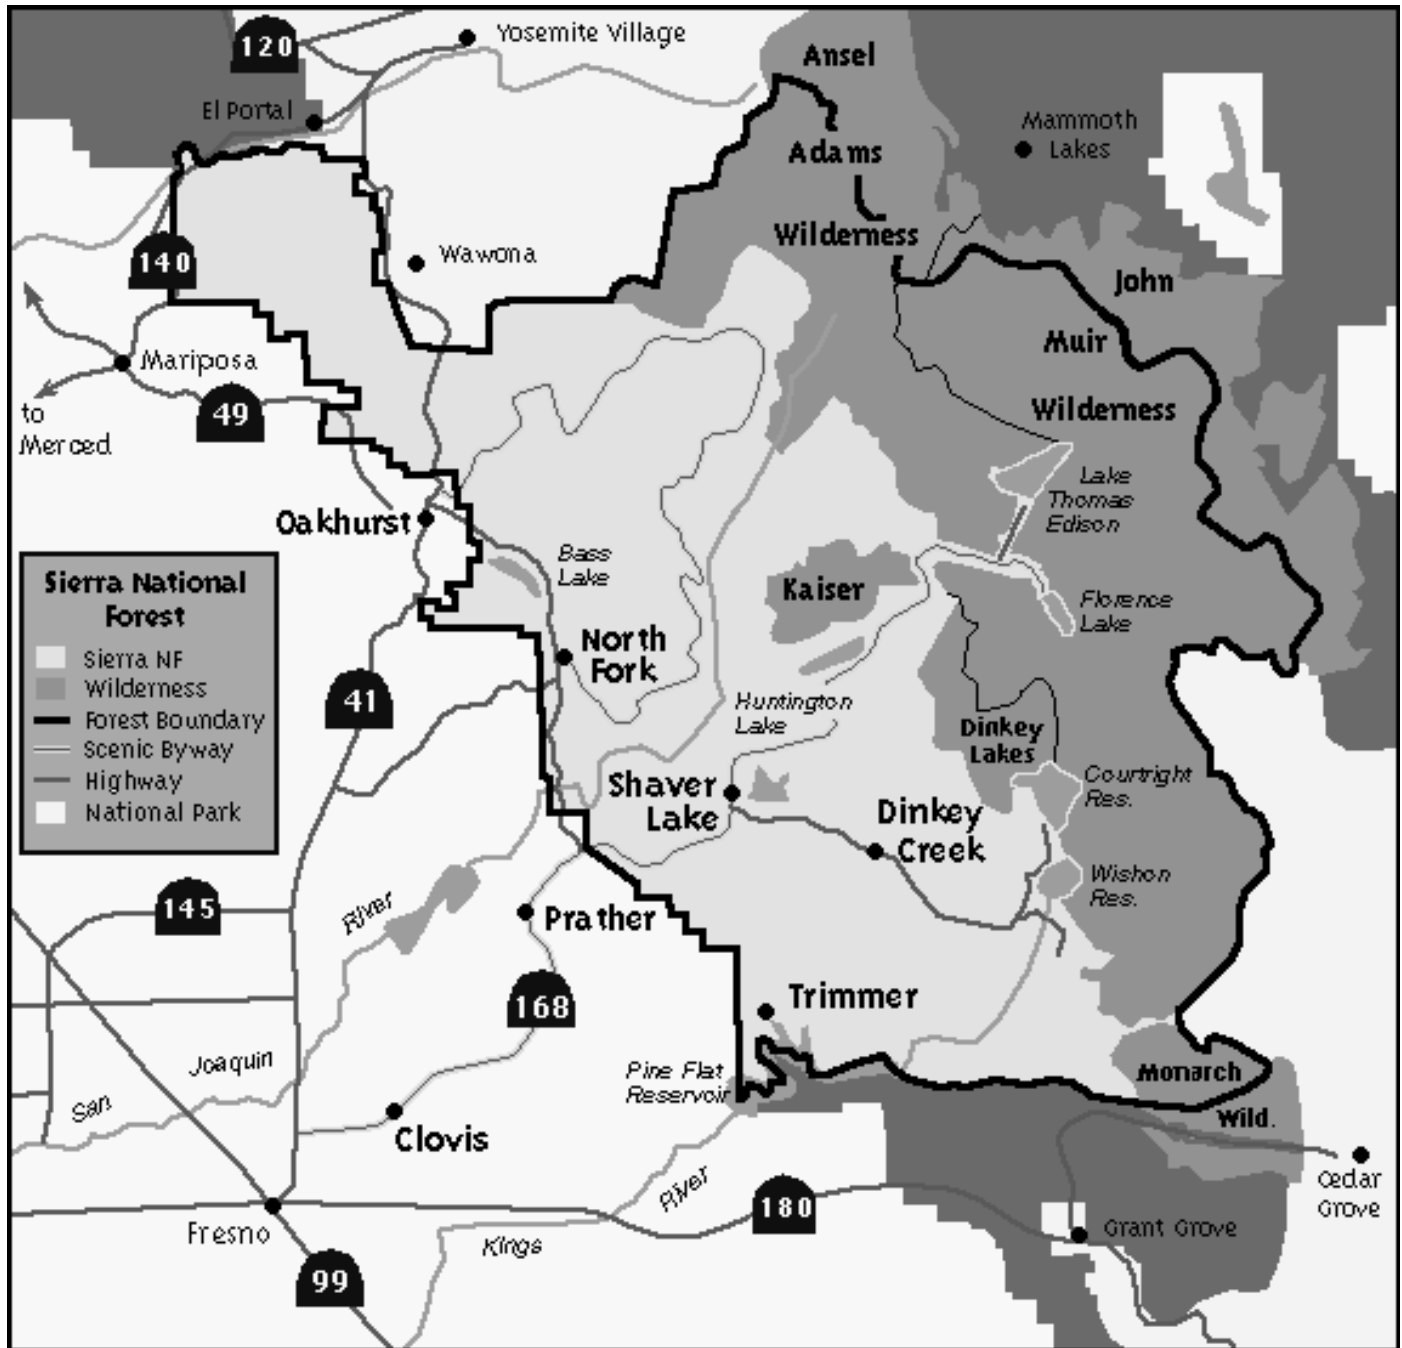 120
Yosemite Village
Ansel
El Portal
Mammoth
Lakes
Adams
Wilderness
140
Wawona
John
Muir
Wilderness
Mariposa
49
to
Merced
Lake
Thomas
Edison
Oakhurst
Bass
Lake
Kaiser
Florence
Lake
Sierra National
Forest
Sierra NF
Wilderness
Forest Boundary
Scenic Byway
Highway
National Park
North
Fork
41
Huntington
Lake
Dinkey
Lakes
Shaver
Lake
Courtright
Res.
Dinkey
Creek
Wishon
Res.
145
River
Prather
168
Trimmer
Joaquin
San
Pine Flat
Reservoir
Monarch
Wild.
Clovis
Cedar
Grove
River
180
Grant Grove
Fresno
Kings
99